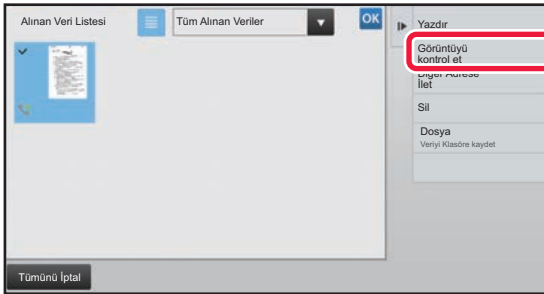 Alınan Veri Listesi
Tüm Alınan Veriler
OK
Yazdır
Görüntüyü
kontrol et
Diğer Adrese
İlet
Sil
Dosya
Veriyi Klasöre kaydet
Tümünü İptal